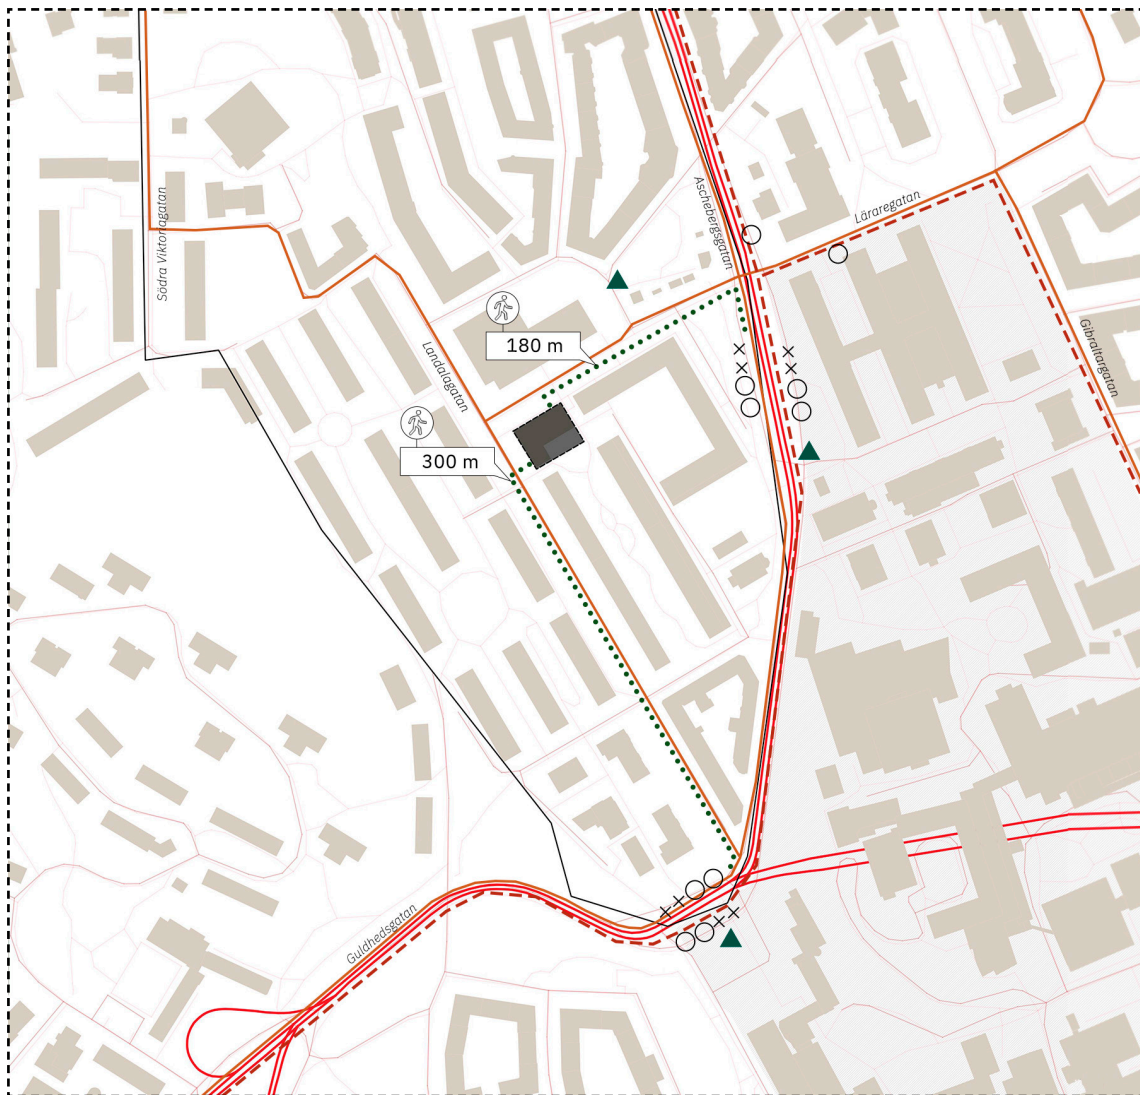 Södra Viktoriagatan
Aschebergsgatan
Läraregatan
180 m
Landalagatan
Gibraltargatan
300 m
Guldhedsgatan